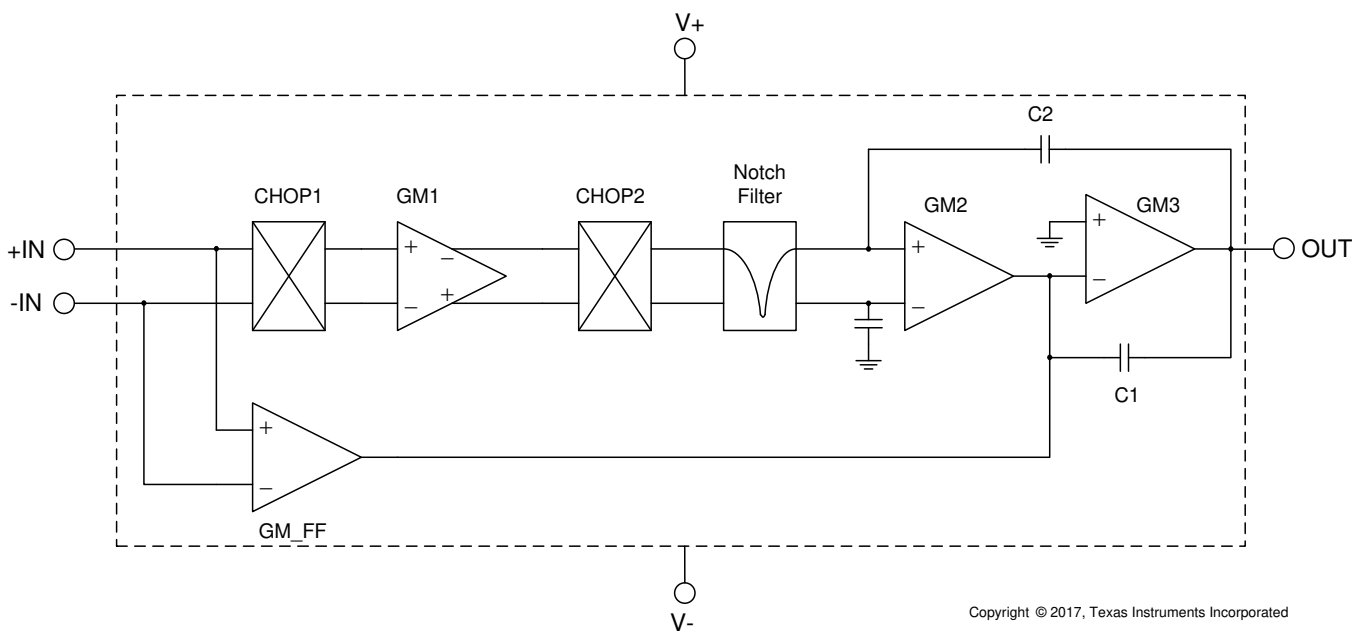 V+
C2
Notch
Filter
CHOP1
GM1
CHOP2
GM2
GM3
+
−
+
−
+
−
+
−
+IN
-IN
OUT
C1
+
−
GM_FF
V-
Copyright © 2017, Texas Instruments Incorporated